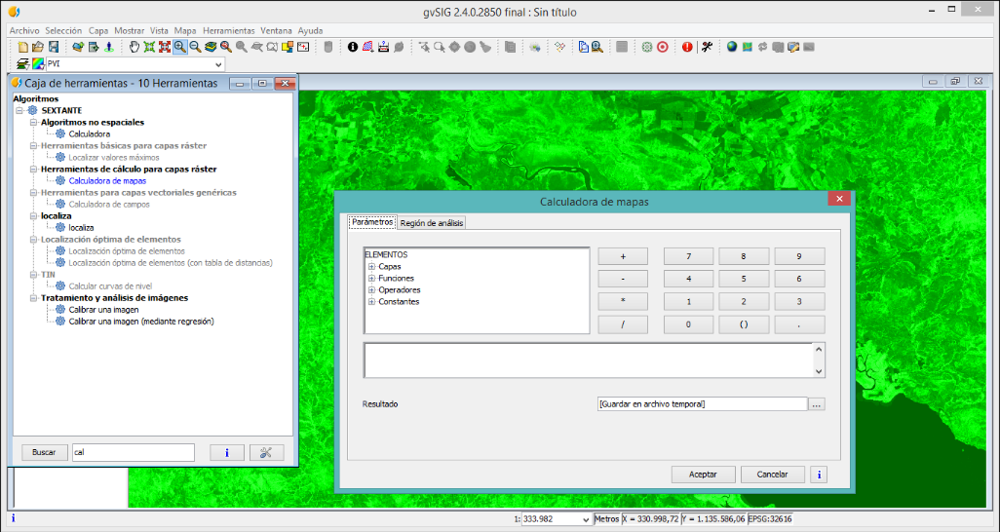 gvSIG 2.4.0.2850 final : Sin título
Archivo Selección Capa Mostrar Vista Mapa Herramientas Ventana Ayuda
PVI
Caja de herramientas - 10 Herramientas
Algoritmos
SEXTANTE
Algoritmos no espaciales
Calculadora
Herramientas básicas para capas ráster
Localizar valores máximos
Herramientas de cálculo para capas ráster
Calculadora de mapas
Herramientas para capas vectoriales genéricas
Calculadora de campos
localiza
localiza
Localización óptima de elementos
Localización óptima de elementos
Localización óptima de elementos (con tabla de distancias)
TIN
Calcular curvas de nivel
Tratamiento y análisis de imágenes
Calibrar una imagen
Calibrar una imagen (mediante regresión)
Buscar cal i
Calculadora de mapas
Parámetros Región de análisis
ELEMENTOS
Capas
Funciones
Operadores
Constantes
+ 7 8 9
- 4 5 6
* 1 2 3
/ 0 ( ) .
Resultado [Guardar en archivo temporal] ...
Aceptar Cancelar i
i 1: 333.982 Metros X = 330.998,72 Y = 1.135.586,06 EPSG:32616